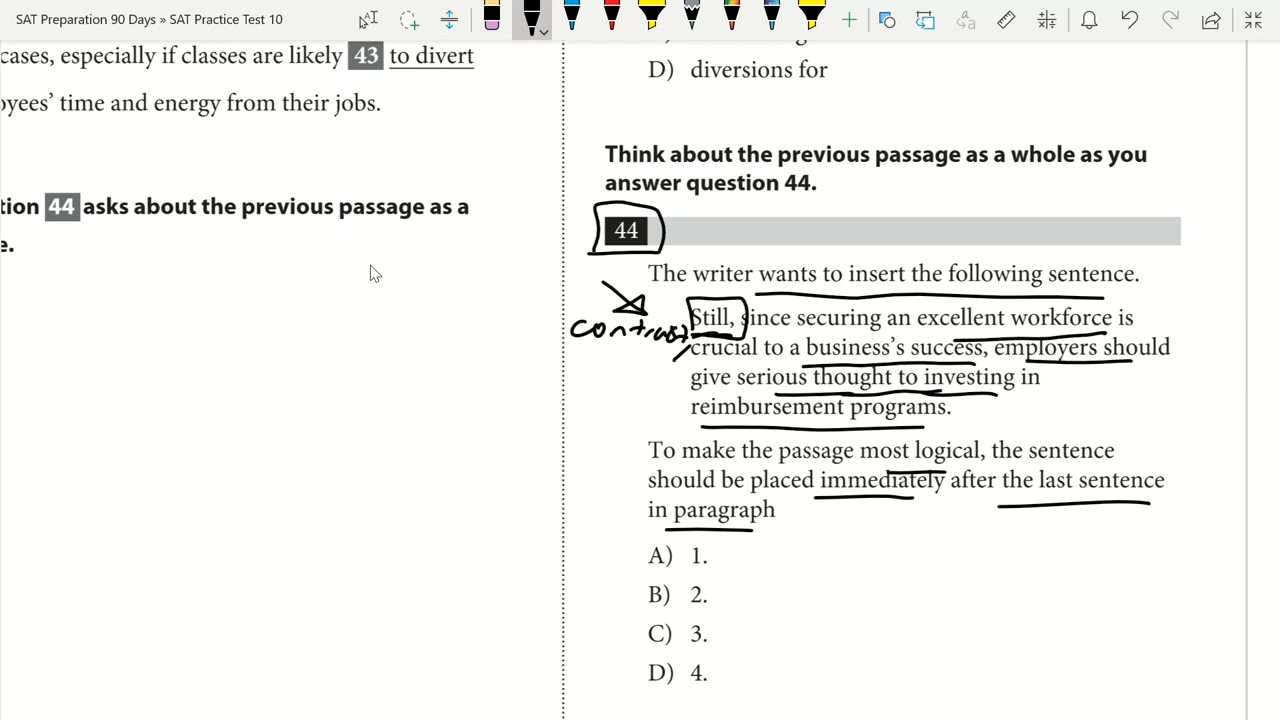 SAT Preparation 90 Days » SAT Practice Test 10
cases, especially if classes are likely 43 to divert
oyees' time and energy from their jobs.
tion 44 asks about the previous passage as a
e.
D) diversions for
Think about the previous passage as a whole as you
answer question 44.
44
The writer wants to insert the following sentence.
Still, since securing an excellent workforce is
contrast
crucial to a business's success, employers should
give serious thought to investing in
reimbursement programs.
To make the passage most logical, the sentence
should be placed immediately after the last sentence
in paragraph
A) 1.
B) 2.
C) 3.
D) 4.